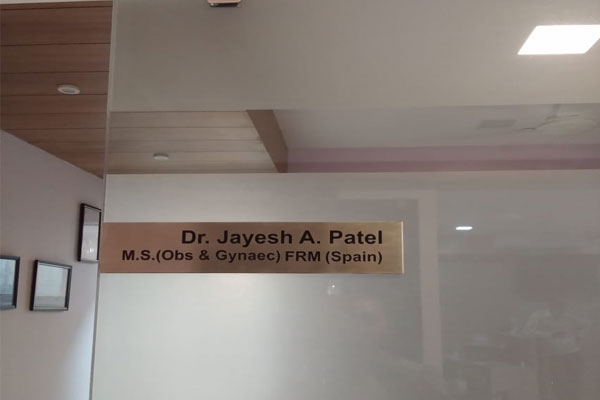 Dr. Jayesh A. Patel
M.S.(Obs & Gynaec) FRM (Spain)